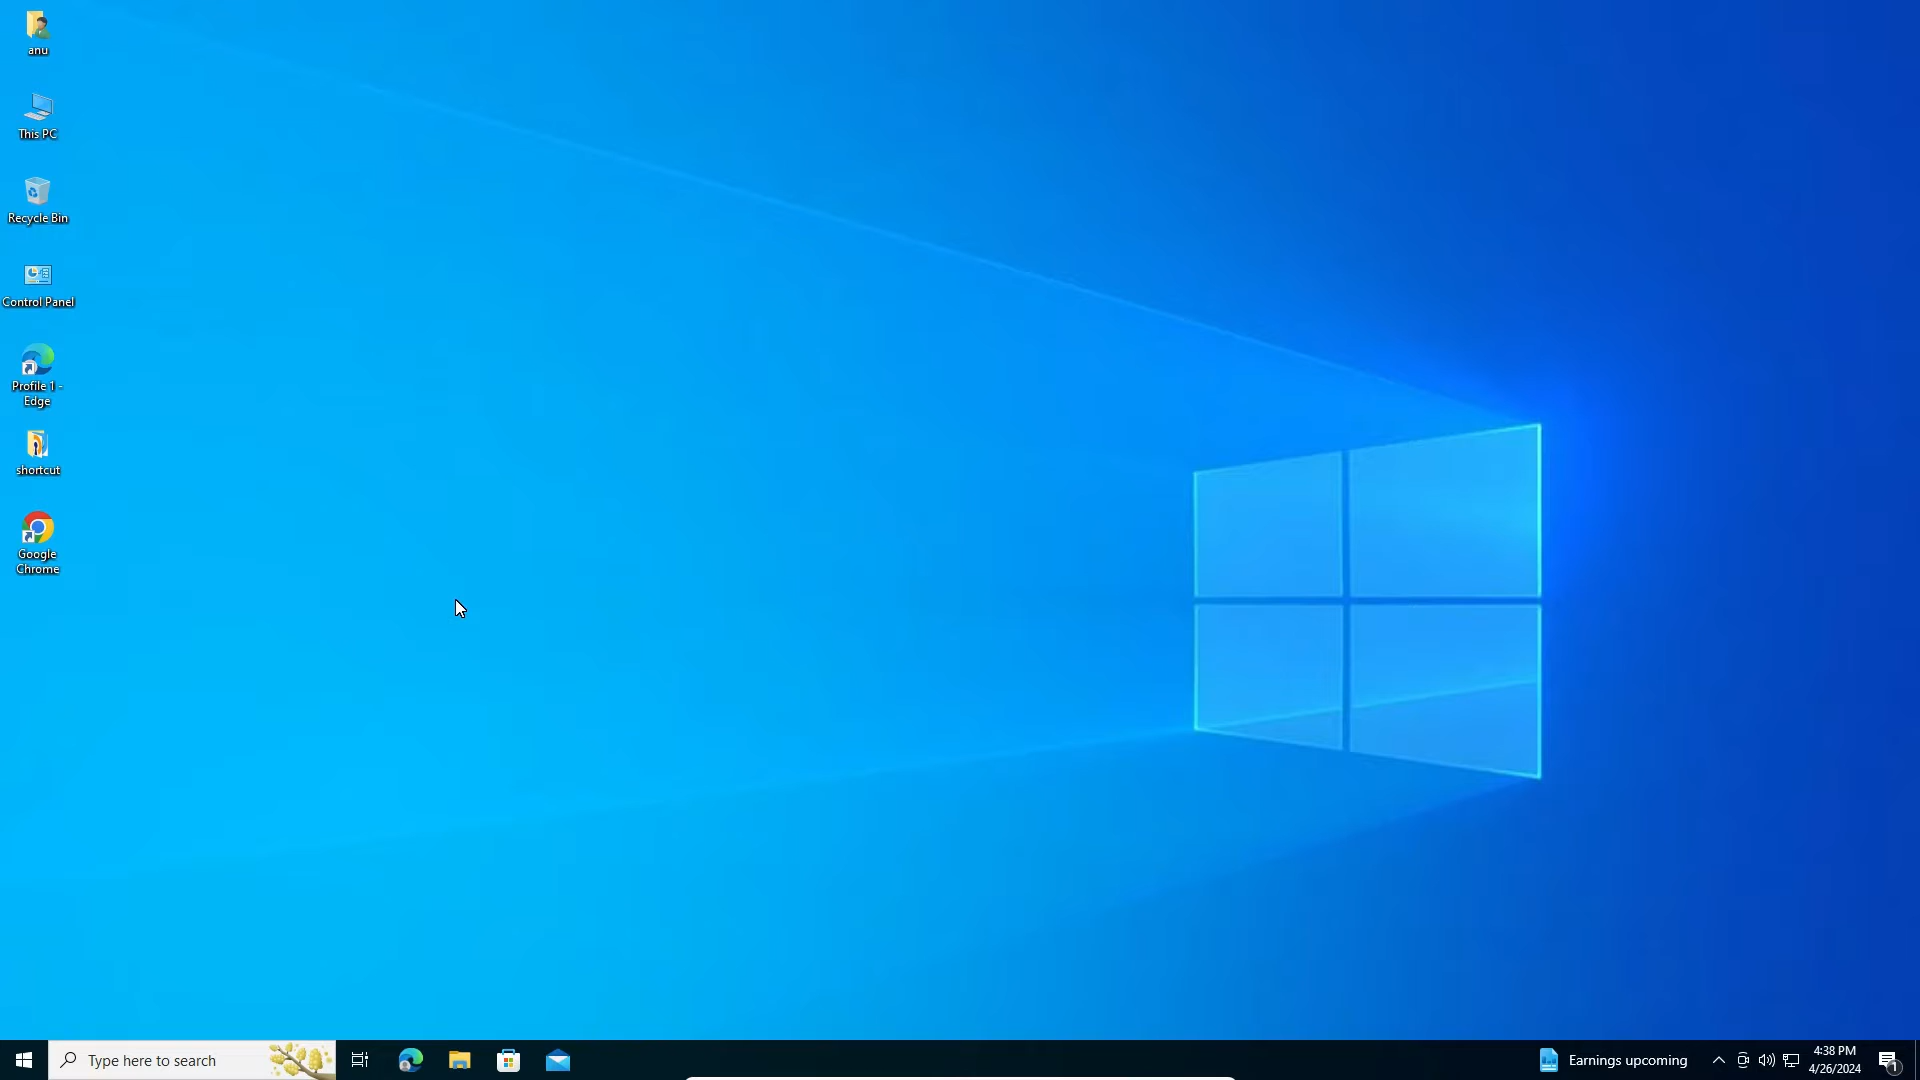 anu
This PC
Recycle Bin
Control Panel
Profile 1 -
Edge
shortcut
Google
Chrome
Type here to search
Earnings upcoming
4:38 PM
4/26/2024
1